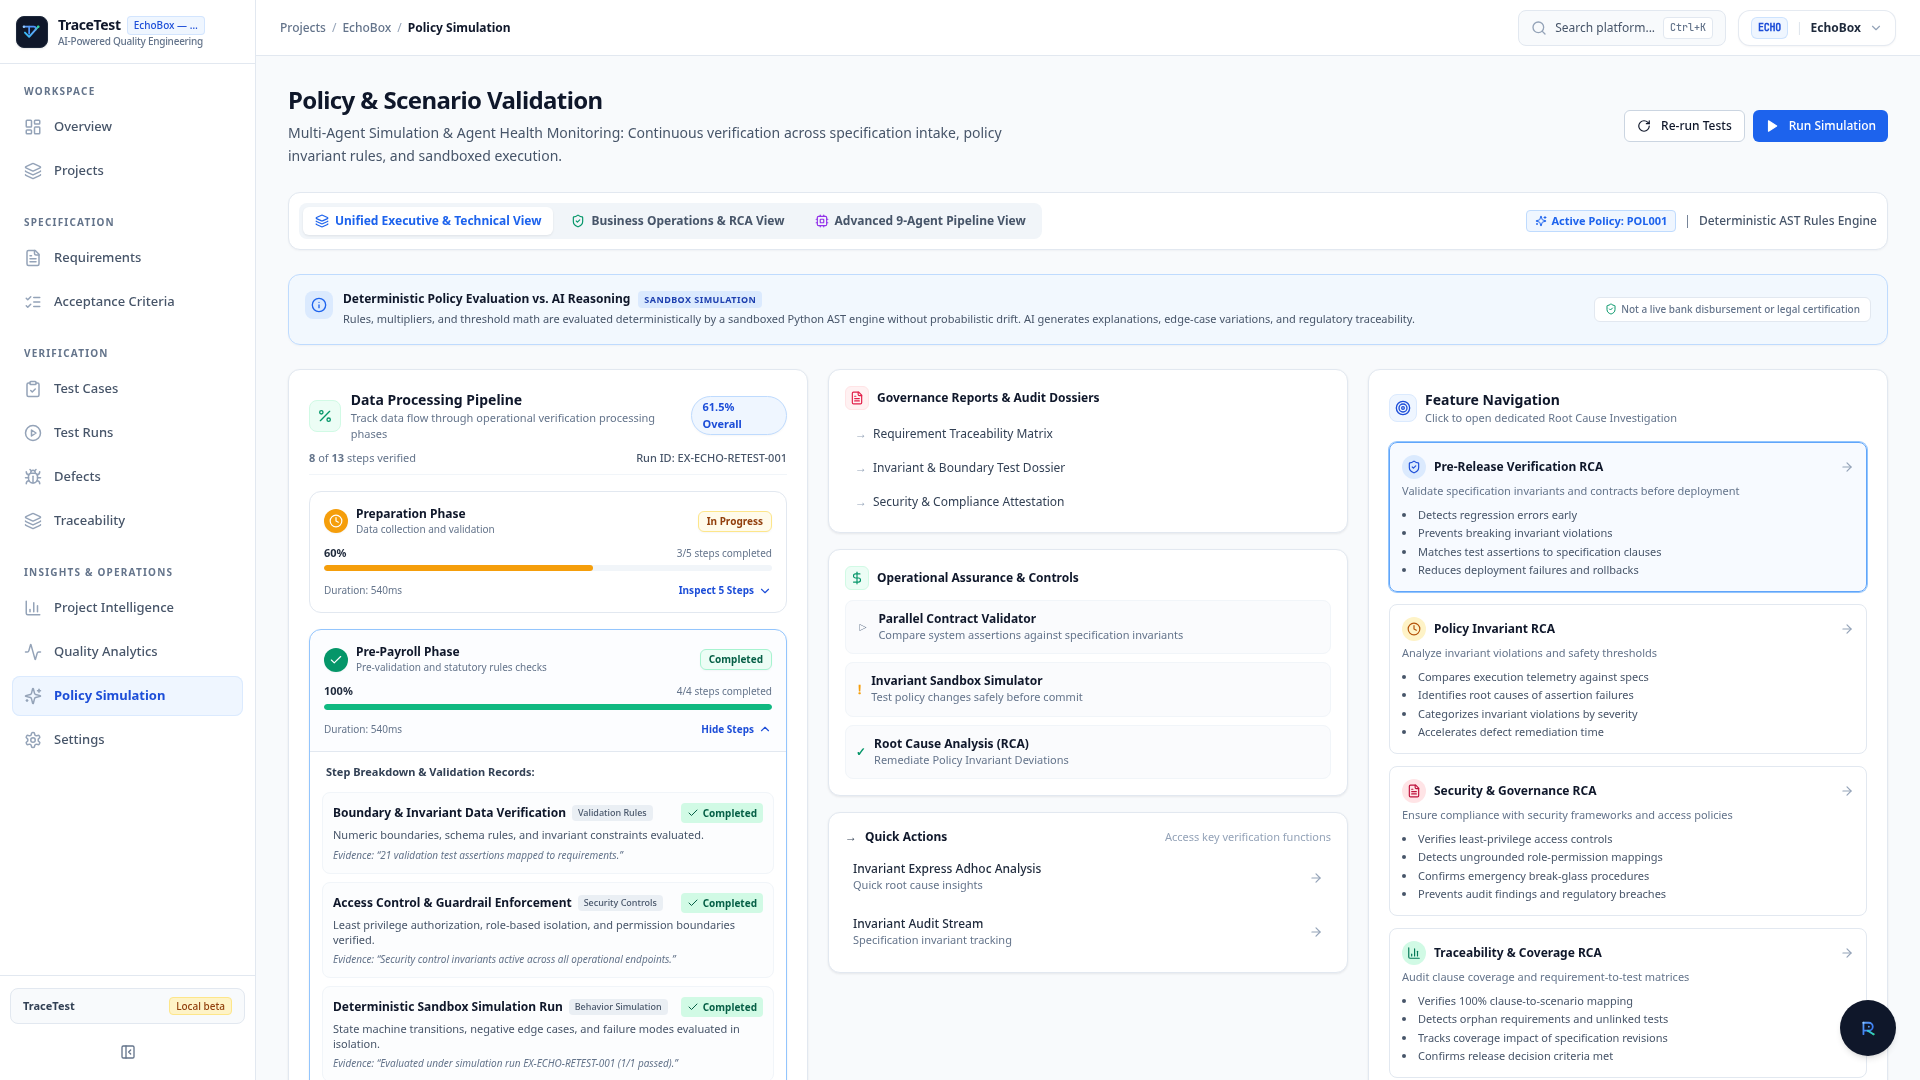 TraceTest EchoBox — ...
AI-Powered Quality Engineering
WORKSPACE
Overview
Projects
SPECIFICATION
Requirements
Acceptance Criteria
VERIFICATION
Test Cases
Test Runs
Defects
Traceability
INSIGHTS & OPERATIONS
Project Intelligence
Quality Analytics
Policy Simulation
Settings
TraceTest Local beta
Projects / EchoBox / Policy Simulation
Search platform... Ctrl+K
ECHO EchoBox
Policy & Scenario Validation
Multi-Agent Simulation & Agent Health Monitoring: Continuous verification across specification intake, policy
invariant rules, and sandboxed execution.
Re-run Tests
Run Simulation
Unified Executive & Technical View
Business Operations & RCA View
Advanced 9-Agent Pipeline View
Active Policy: POL001 | Deterministic AST Rules Engine
Deterministic Policy Evaluation vs. AI Reasoning SANDBOX SIMULATION
Rules, multipliers, and threshold math are evaluated deterministically by a sandboxed Python AST engine without probabilistic drift. AI generates explanations, edge-case variations, and regulatory traceability.
Not a live bank disbursement or legal certification
Data Processing Pipeline
Track data flow through operational verification processing
phases
61.5%
Overall
8 of 13 steps verified
Run ID: EX-ECHO-RETEST-001
Preparation Phase
Data collection and validation
In Progress
60%
3/5 steps completed
Duration: 540ms
Inspect 5 Steps
Pre-Payroll Phase
Pre-validation and statutory rules checks
Completed
100%
4/4 steps completed
Duration: 540ms
Hide Steps
Step Breakdown & Validation Records:
Boundary & Invariant Data Verification Validation Rules ✓ Completed
Numeric boundaries, schema rules, and invariant constraints evaluated.
Evidence: “21 validation test assertions mapped to requirements.”
Access Control & Guardrail Enforcement Security Controls ✓ Completed
Least privilege authorization, role-based isolation, and permission boundaries
verified.
Evidence: “Security control invariants active across all operational endpoints.”
Deterministic Sandbox Simulation Run Behavior Simulation ✓ Completed
State machine transitions, negative edge cases, and failure modes evaluated in
isolation.
Evidence: “Evaluated under simulation run EX-ECHO-RETEST-001 (1/1 passed).”
Governance Reports & Audit Dossiers
→ Requirement Traceability Matrix
→ Invariant & Boundary Test Dossier
→ Security & Compliance Attestation
$ Operational Assurance & Controls
▷ Parallel Contract Validator
Compare system assertions against specification invariants
! Invariant Sandbox Simulator
Test policy changes safely before commit
✓ Root Cause Analysis (RCA)
Remediate Policy Invariant Deviations
→ Quick Actions
Access key verification functions
Invariant Express Adhoc Analysis
Quick root cause insights
Invariant Audit Stream
Specification invariant tracking
Feature Navigation
Click to open dedicated Root Cause Investigation
Pre-Release Verification RCA
Validate specification invariants and contracts before deployment
• Detects regression errors early
• Prevents breaking invariant violations
• Matches test assertions to specification clauses
• Reduces deployment failures and rollbacks
Policy Invariant RCA
Analyze invariant violations and safety thresholds
• Compares execution telemetry against specs
• Identifies root causes of assertion failures
• Categorizes invariant violations by severity
• Accelerates defect remediation time
Security & Governance RCA
Ensure compliance with security frameworks and access policies
• Verifies least-privilege access controls
• Detects ungrounded role-permission mappings
• Confirms emergency break-glass procedures
• Prevents audit findings and regulatory breaches
Traceability & Coverage RCA
Audit clause coverage and requirement-to-test matrices
• Verifies 100% clause-to-scenario mapping
• Detects orphan requirements and unlinked tests
• Tracks coverage impact of specification revisions
• Confirms release decision criteria met